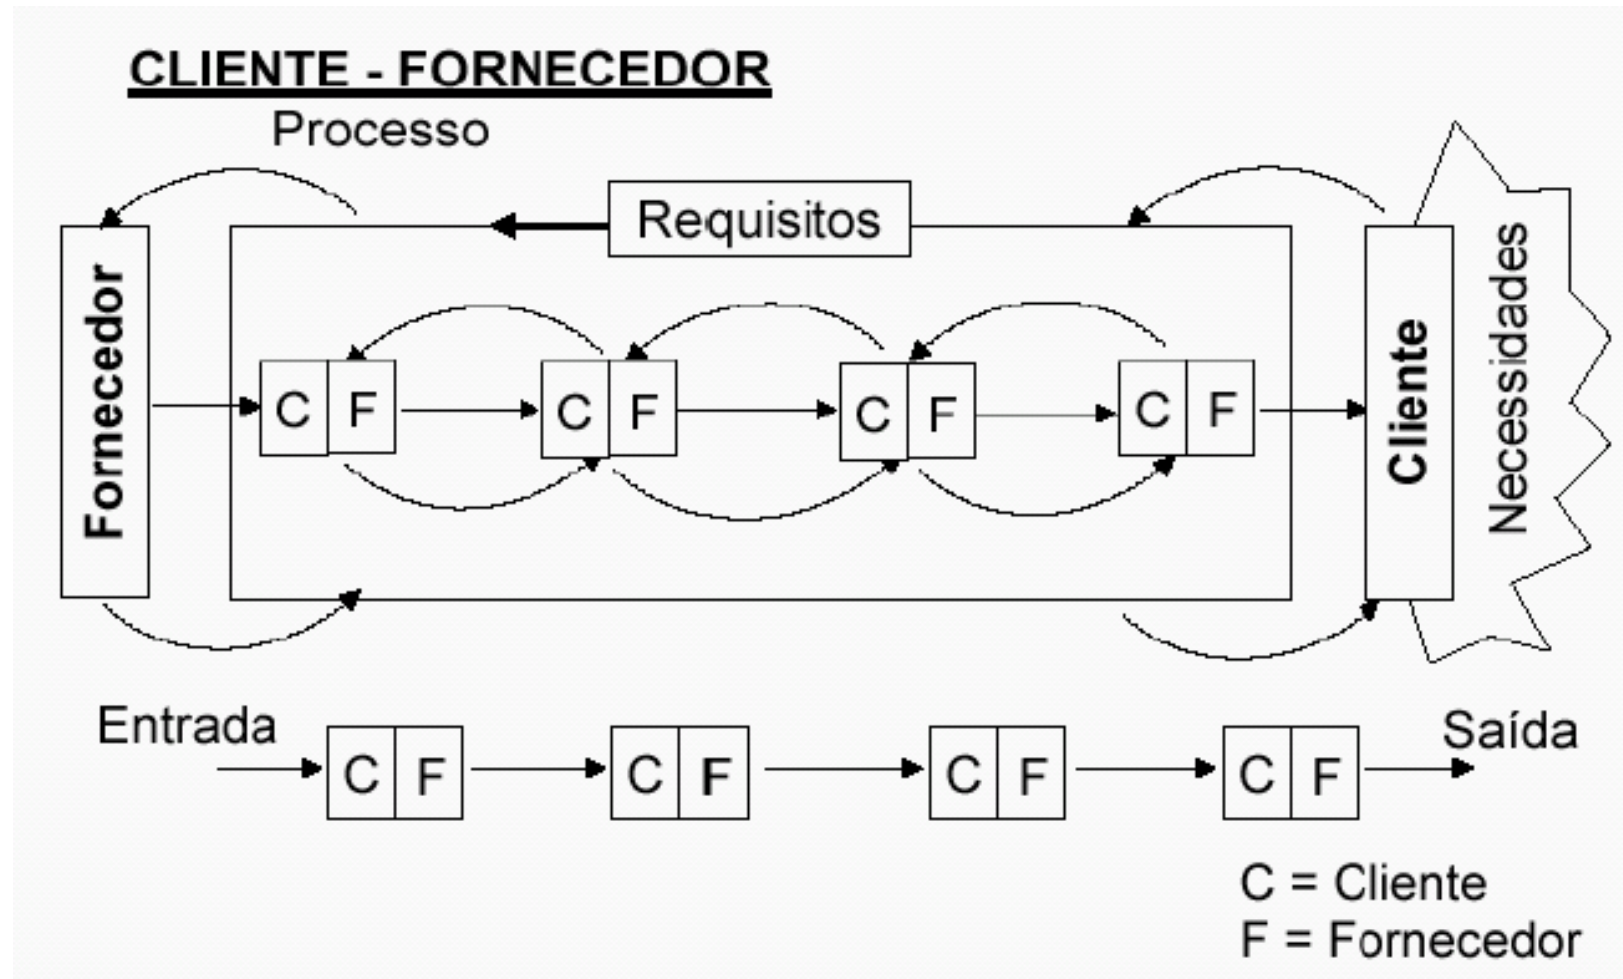 CLIENTE - FORNECEDOR
Processo
Requisitos
Fornecedor
C F
C F
C F
C F
Cliente
Necessidades
Entrada
C F
C F
C F
C F
Saída
C = Cliente
F = Fornecedor